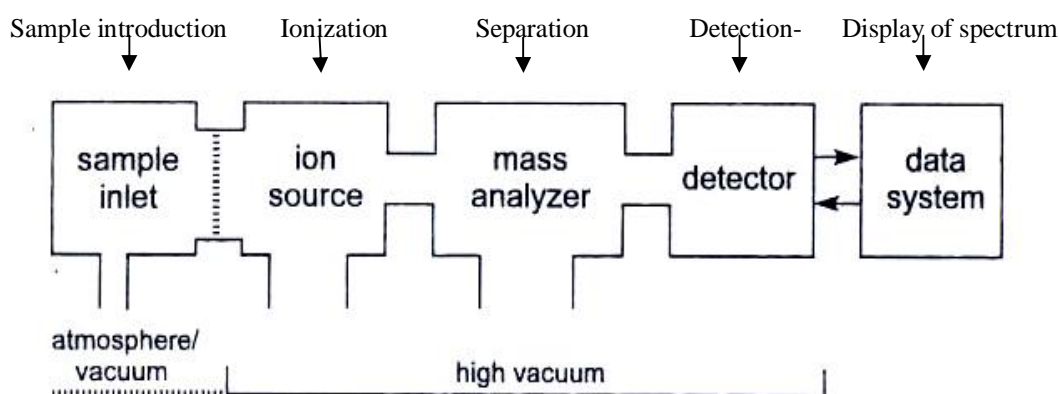 Sample introduction Ionization Separation Detection- Display of spectrum
sample
inlet
ion
source
mass
analyzer
detector
data
system
atmosphere/
vacuum
high vacuum